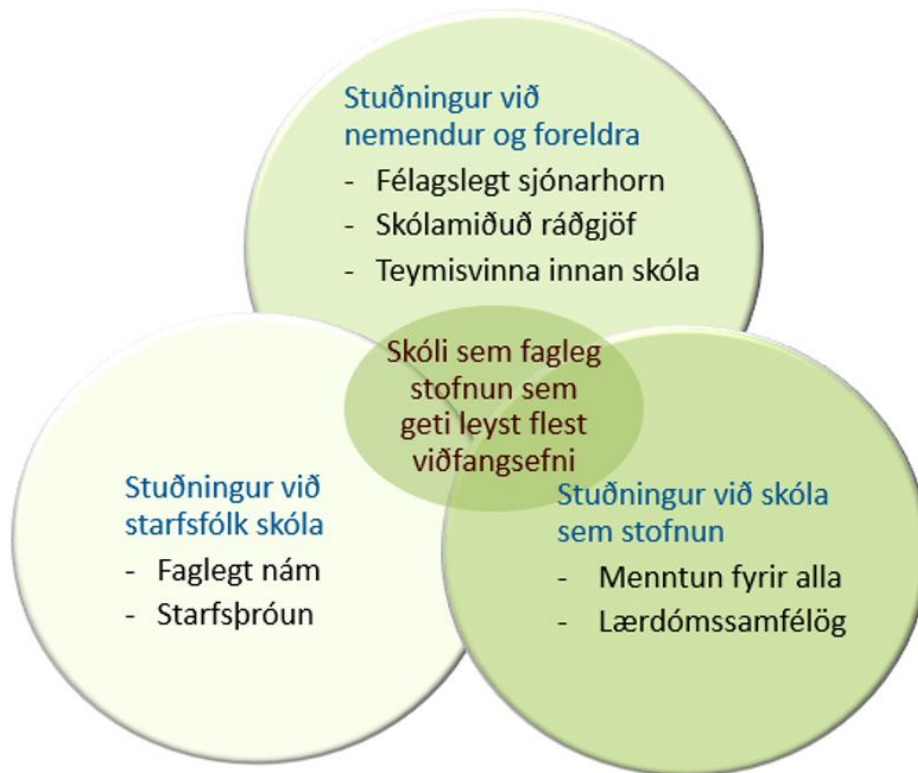 Stuðningur við
nemendur og foreldra
- Félagslegt sjónarhorn
- Skólamiðuð ráðgjöf
- Teymisvinna innan skóla
Skóli sem fagleg
stofnun sem
geti leyst flest
viðfangsefni
Stuðningur við
starfsfólk skóla
- Faglegt nám
- Starfsþróun
Stuðningur við skóla
sem stofnun
- Menntun fyrir alla
- Lærdómssamfélög